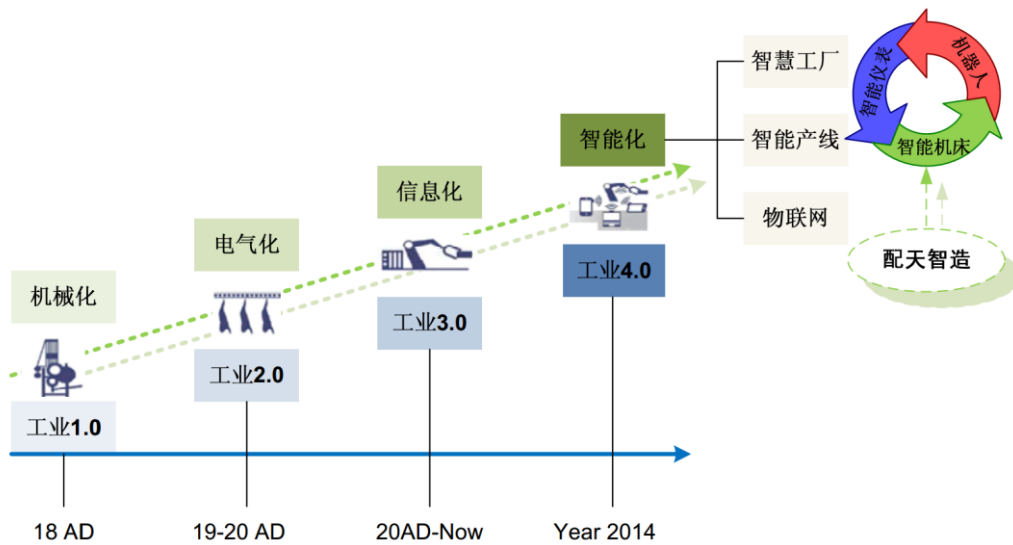 智慧工厂
机器人
智能仪表
智能机床
智能化
智能产线
信息化
物联网
电气化
配天智造
机械化
工业4.0
工业3.0
工业2.0
工业1.0
18 AD
19-20 AD
20AD-Now
Year 2014